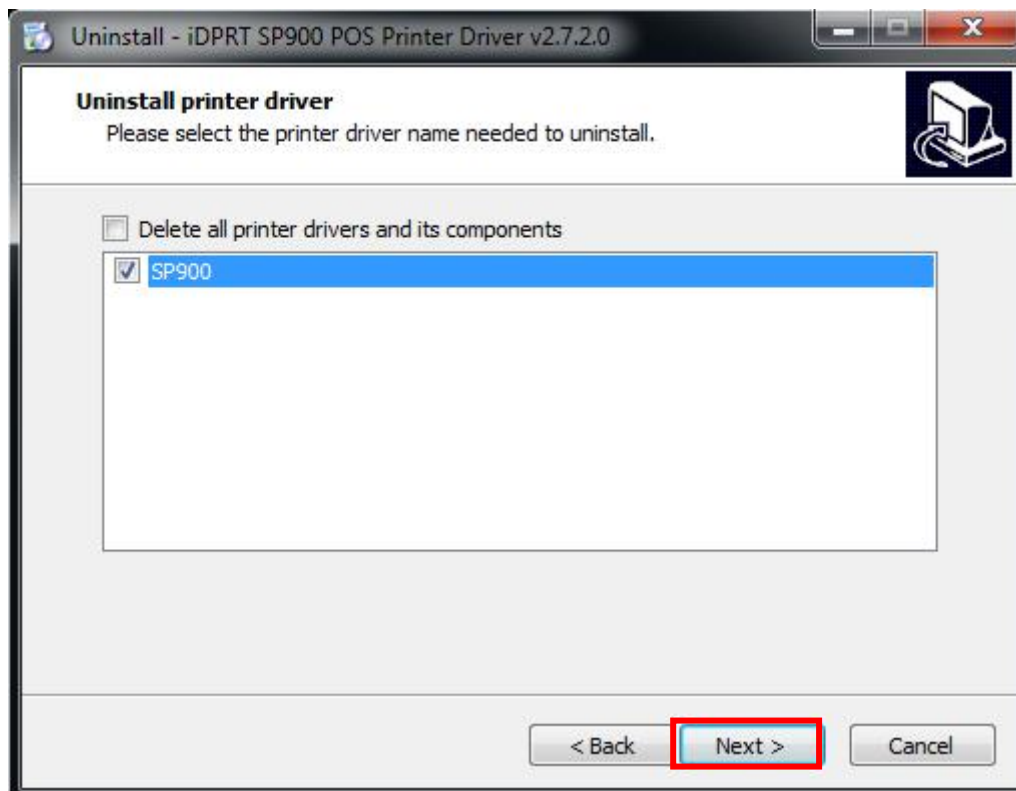 Uninstall - iDPRT SP900 POS Printer Driver v2.7.2.0
Uninstall printer driver
Please select the printer driver name needed to uninstall.
Delete all printer drivers and its components
SP900
< Back Next > Cancel